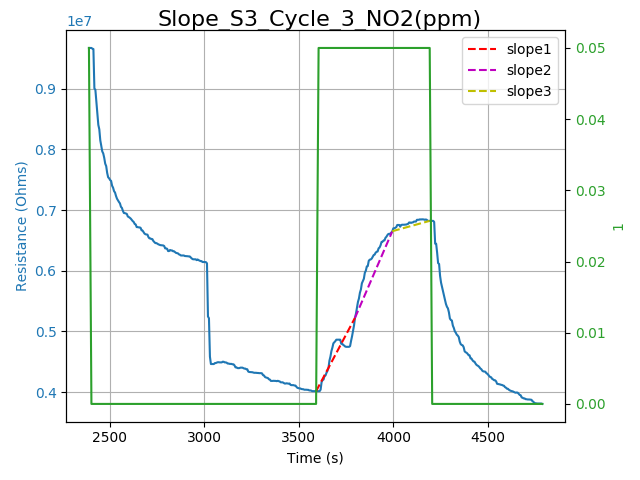 Slope_S3_Cycle_3_NO2(ppm)
1e7
slope1
slope2
slope3
0.9
0.8
0.7
0.6
0.5
0.4
Resistance (Ohms)
0.05
0.04
0.03
0.02
0.01
0.00
1
2500 3000 3500 4000 4500
Time (s)